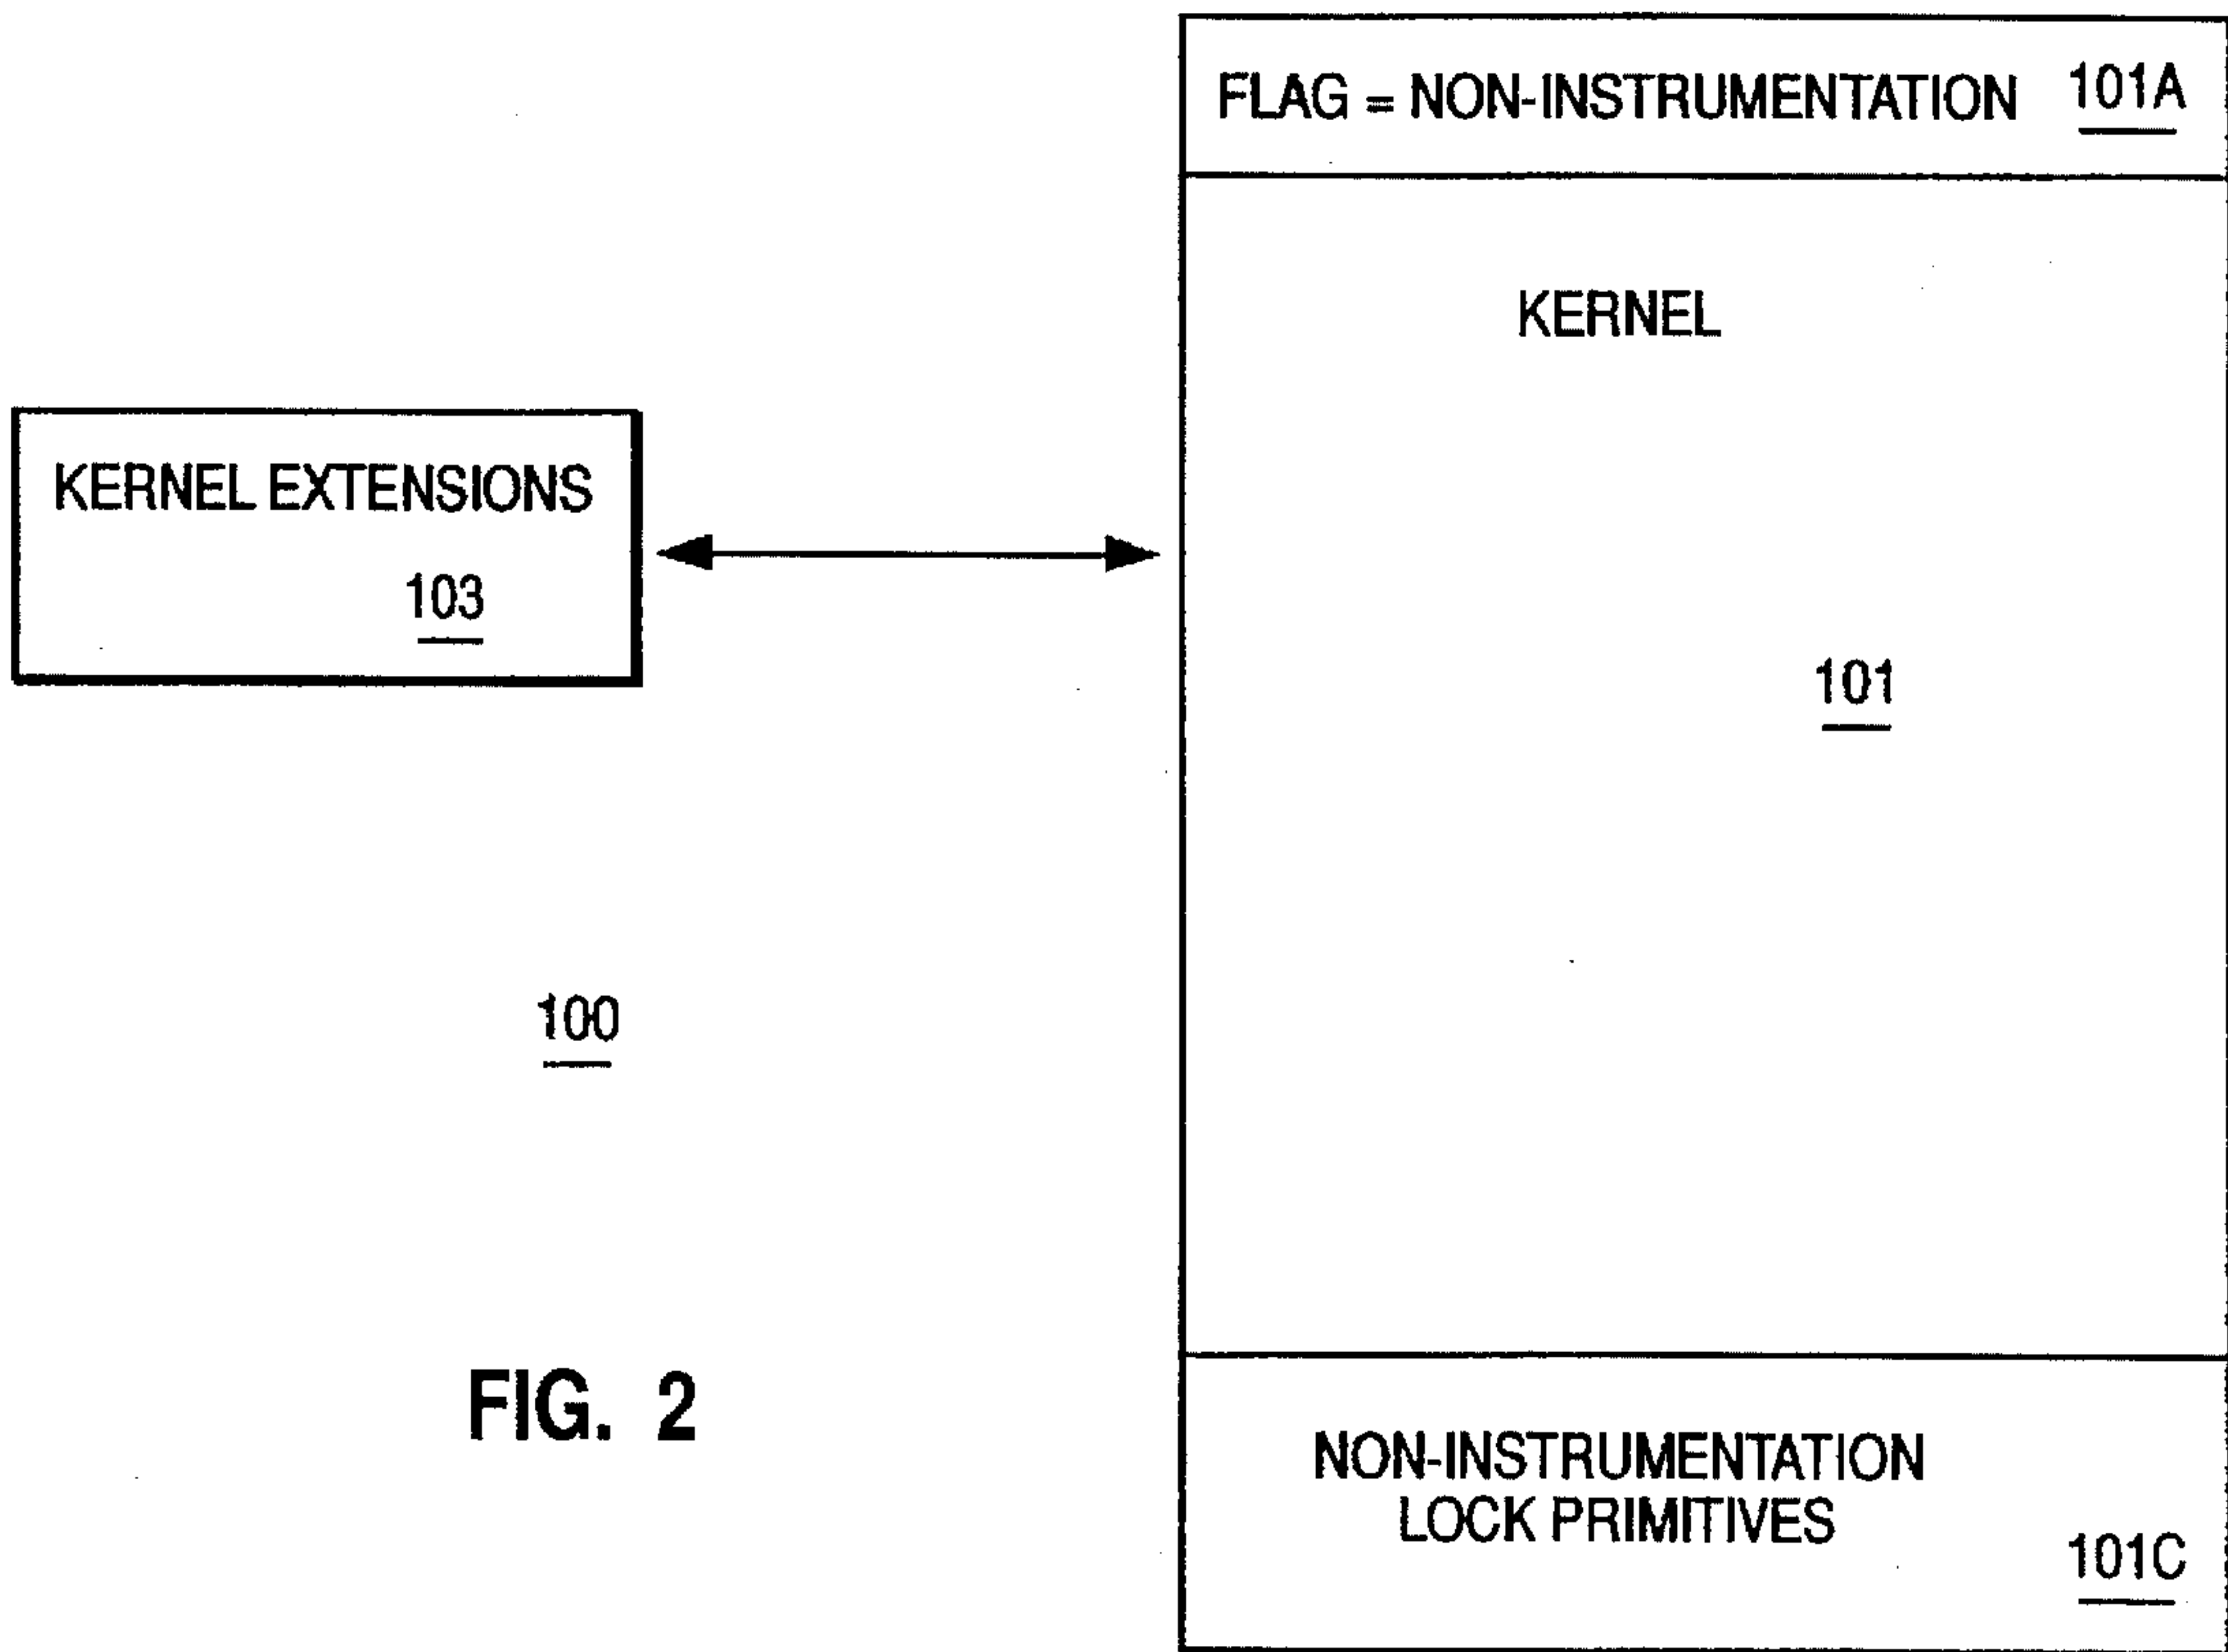 FLAG = NON-INSTRUMENTATION 101A
KERNEL
101
KERNEL EXTENSIONS
103
100
FIG. 2
NON-INSTRUMENTATION
LOCK PRIMITIVES
101C